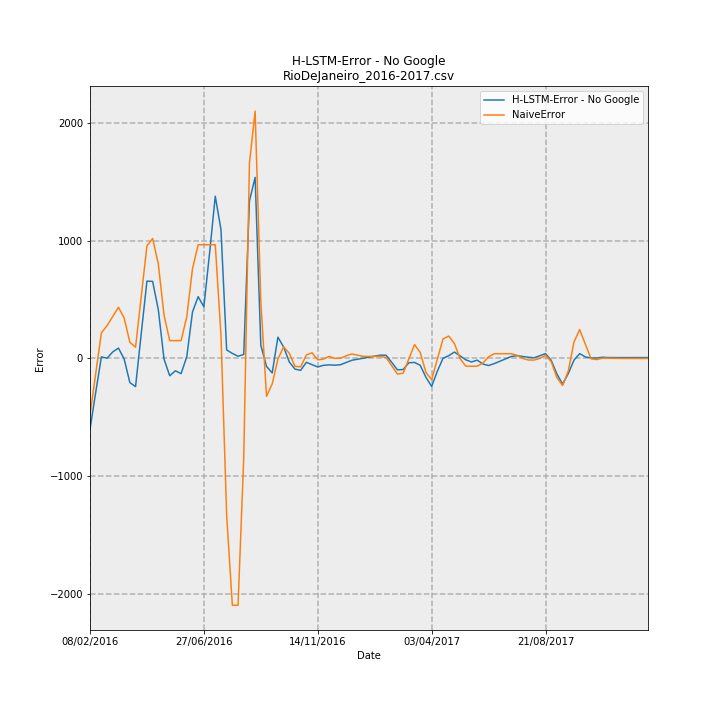 H-LSTM-Error - No Google
RioDeJaneiro_2016-2017.csv
H-LSTM-Error - No Google
NaiveError
2000
1000
0
−1000
−2000
Error
08/02/2016
27/06/2016
14/11/2016
03/04/2017
21/08/2017
Date